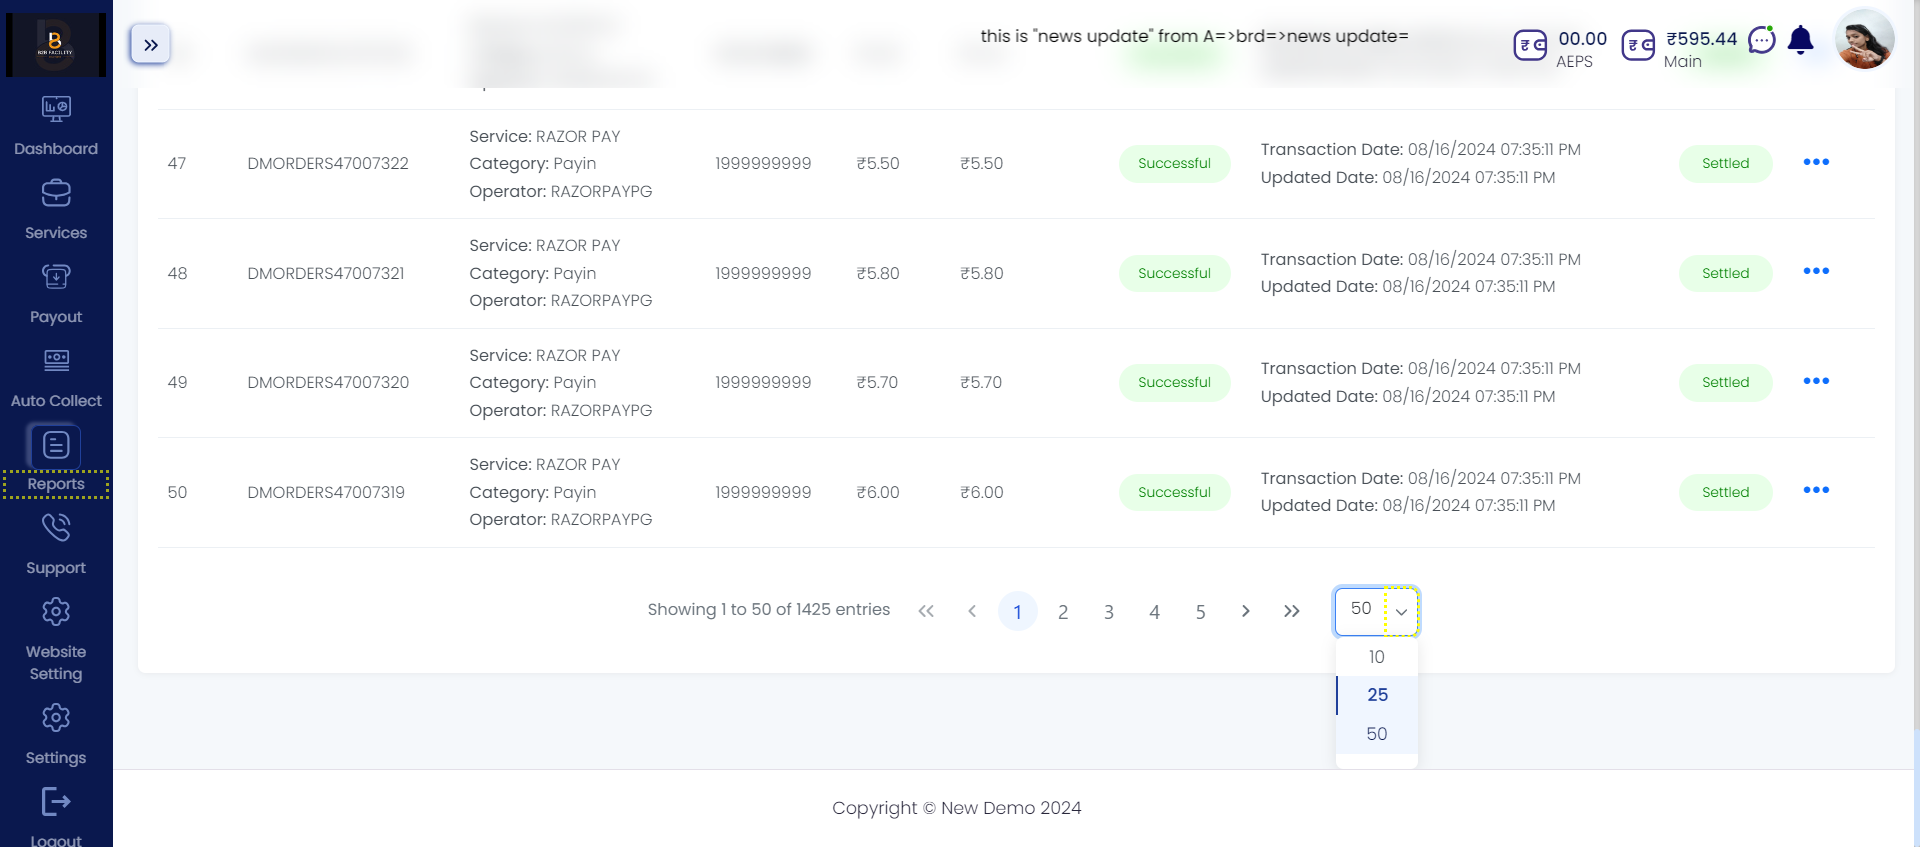 B2B FACILITY
this is "news update" from A=>brd=>news update=
00.00
AEPS
₹595.44
Main
Dashboard
Services
Payout
Auto Collect
Reports
Support
Website
Setting
Settings
Logout
47
DMORDERS47007322
Service: RAZOR PAY
Category: Payin
Operator: RAZORPAYPG
1999999999
₹5.50
₹5.50
Successful
Transaction Date: 08/16/2024 07:35:11 PM
Updated Date: 08/16/2024 07:35:11 PM
Settled
48
DMORDERS47007321
Service: RAZOR PAY
Category: Payin
Operator: RAZORPAYPG
1999999999
₹5.80
₹5.80
Successful
Transaction Date: 08/16/2024 07:35:11 PM
Updated Date: 08/16/2024 07:35:11 PM
Settled
49
DMORDERS47007320
Service: RAZOR PAY
Category: Payin
Operator: RAZORPAYPG
1999999999
₹5.70
₹5.70
Successful
Transaction Date: 08/16/2024 07:35:11 PM
Updated Date: 08/16/2024 07:35:11 PM
Settled
50
DMORDERS47007319
Service: RAZOR PAY
Category: Payin
Operator: RAZORPAYPG
1999999999
₹6.00
₹6.00
Successful
Transaction Date: 08/16/2024 07:35:11 PM
Updated Date: 08/16/2024 07:35:11 PM
Settled
Showing 1 to 50 of 1425 entries
1 2 3 4 5
50
10
25
50
Copyright © New Demo 2024